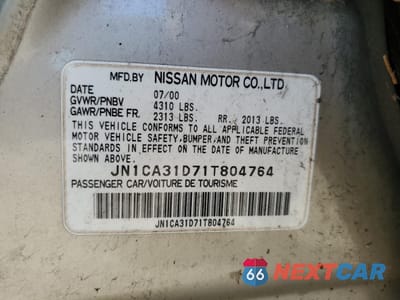 MFD.BY NISSAN MOTOR CO.,LTD
DATE 07/00
GVWR/PNBV 4310 LBS.
GAWR/PNBE FR. 2313 LBS. RR. 2013 LBS.
THIS VEHICLE CONFORMS TO ALL APPLICABLE FEDERAL
MOTOR VEHICLE SAFETY, BUMPER, AND THEFT PREVENTION
STANDARDS IN EFFECT ON THE DATE OF MANUFACTURE
SHOWN ABOVE.
JN1CA31D71T804764
PASSENGER CAR/VOITURE DE TOURISME
JN1CA31D71T804764
66 NEXTCAR